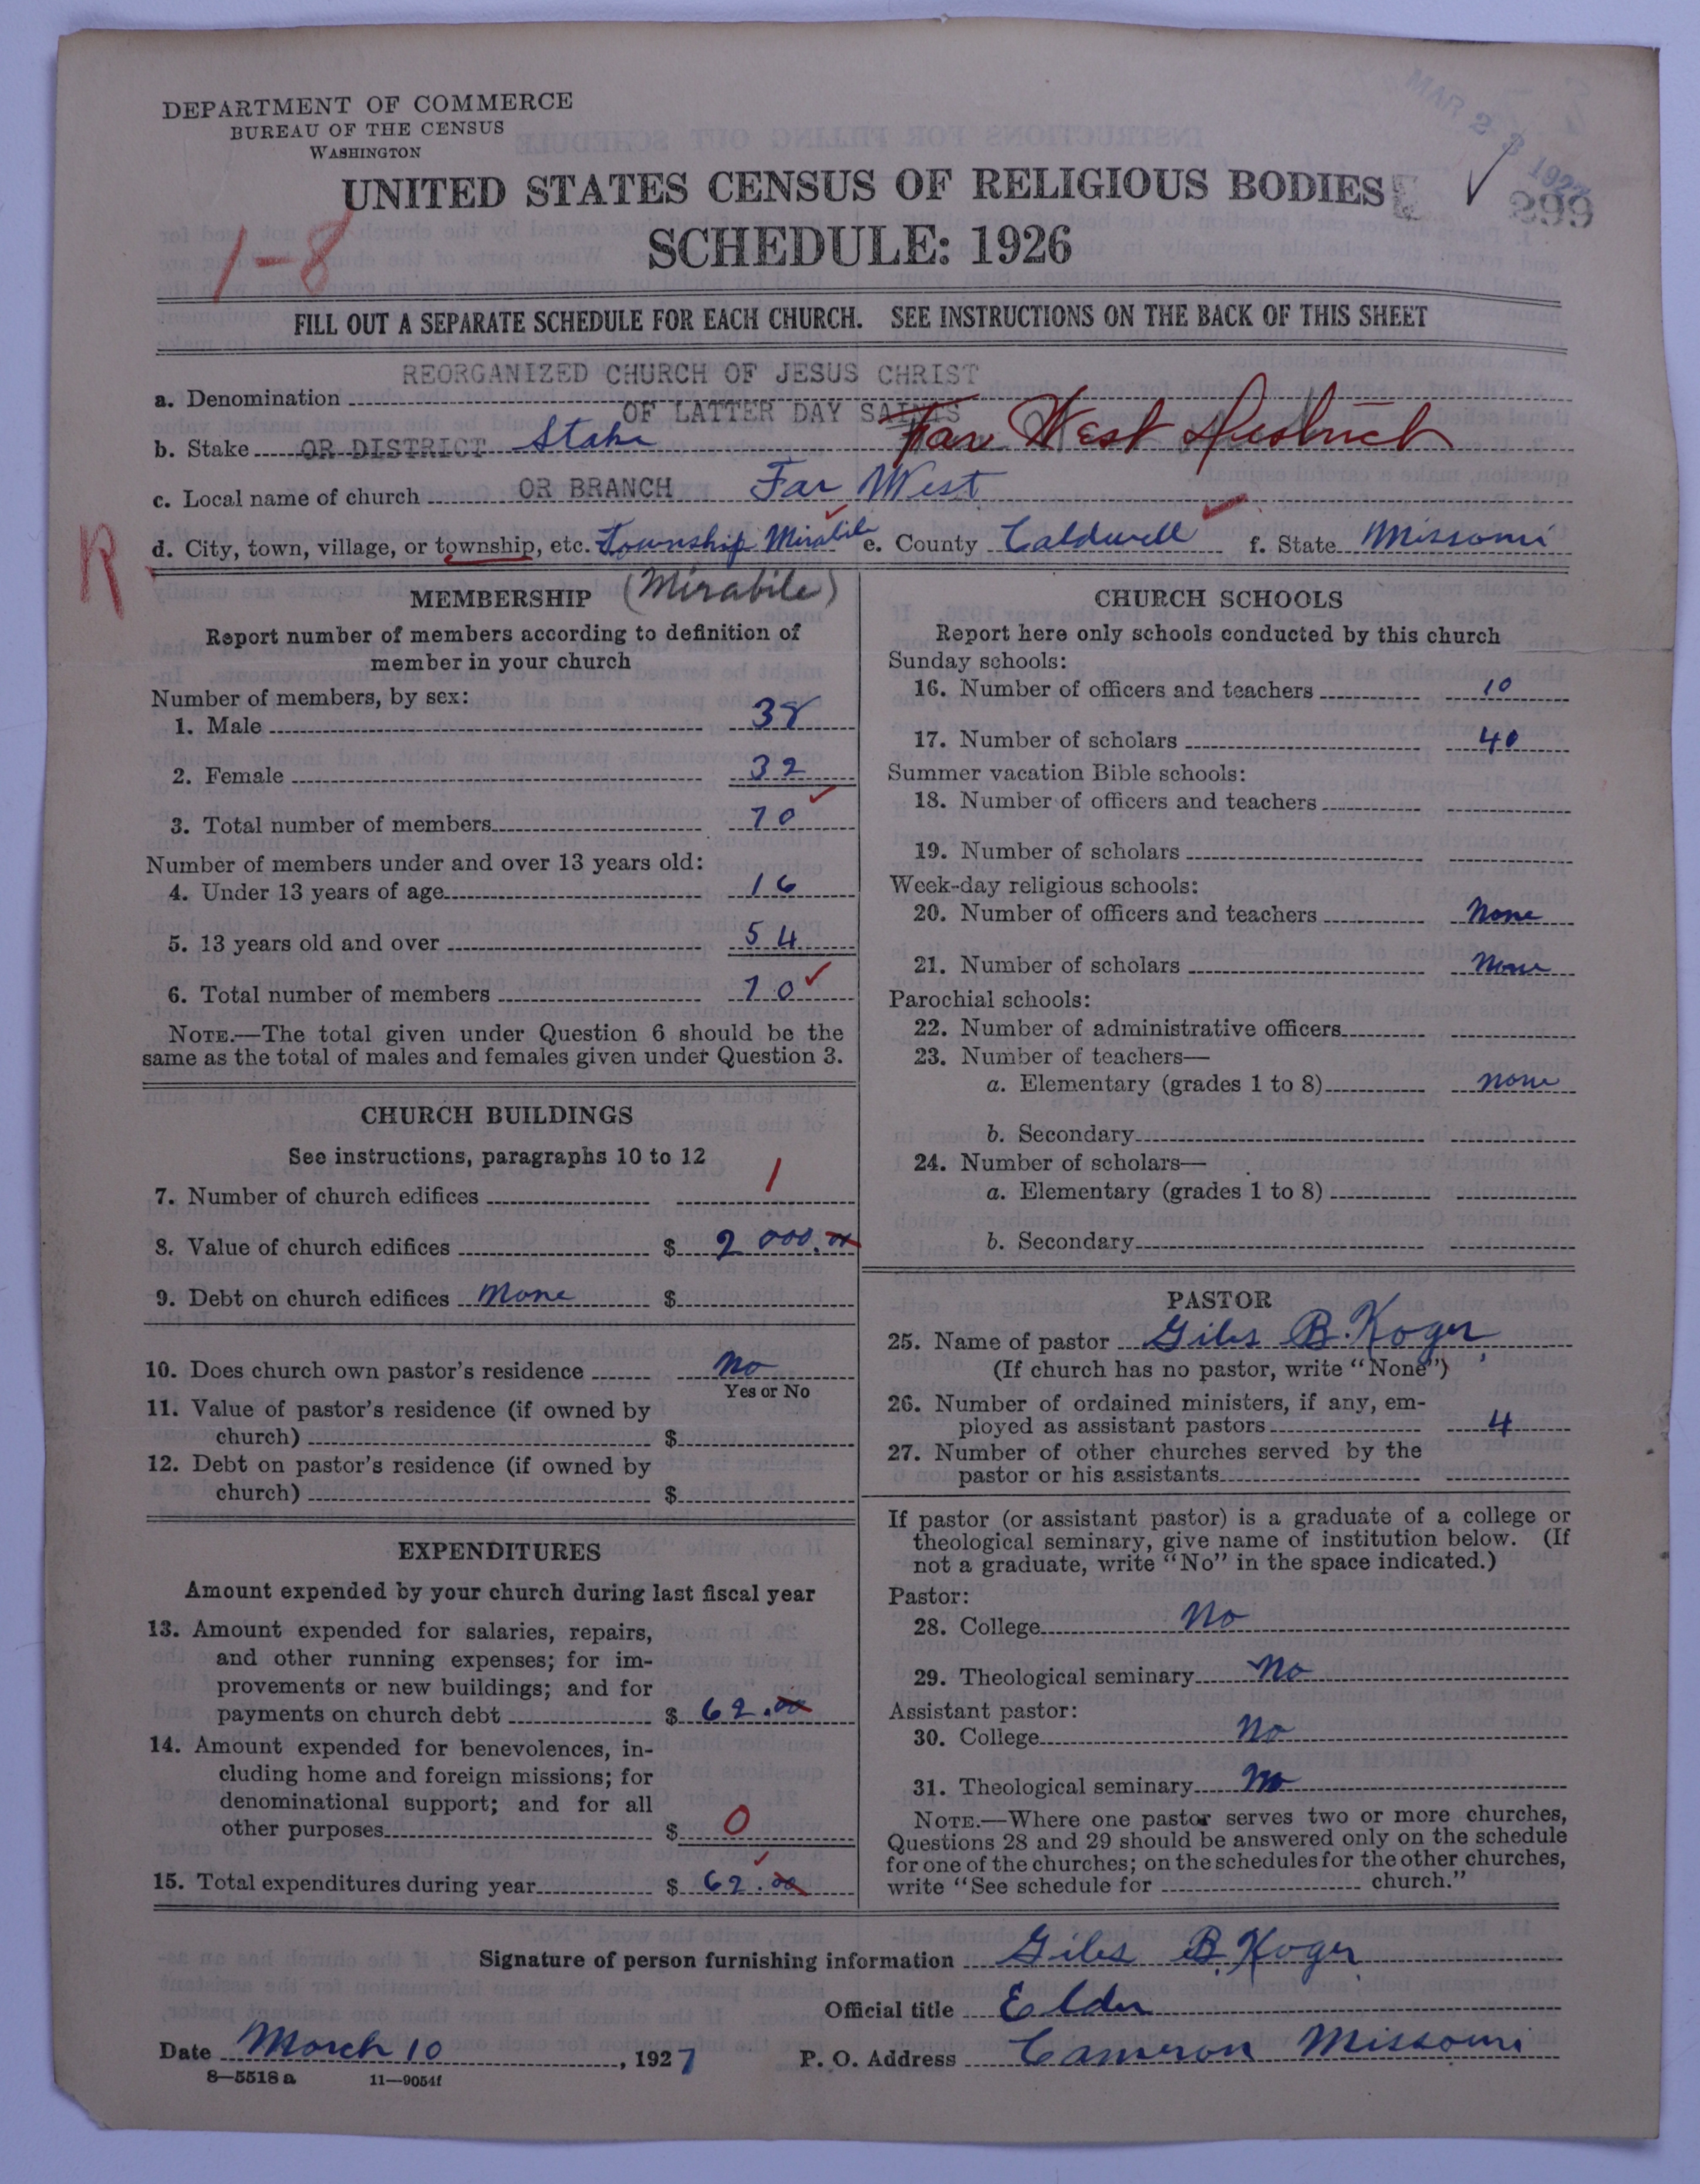 DEPARTMENT OF COMMERCE
BUREAU OF THE CENSUS
WASHINGTON
MAR 23 1927
299
UNITED STATES CENSUS OF RELIGIOUS BODIES
1-8
SCHEDULE: 1926
FILL OUT A SEPARATE SCHEDULE FOR EACH CHURCH. SEE INSTRUCTIONS ON THE BACK OF THIS SHEET
REORGANIZED CHURCH OF JESUS CHRIST
a. Denomination
OF LATTER DAY SAINTS
b. Stake OR DISTRICT Stake Far West District
c. Local name of church OR BRANCH Far West
R
d. City, town, village, or township, etc. Township Mirabile e. County Caldwell f. State Missouri
MEMBERSHIP (Mirabile)
Report number of members according to definition of
member in your church
Number of members, by sex:
1. Male 38
2. Female 32
3. Total number of members 70
Number of members under and over 13 years old:
4. Under 13 years of age 16
5. 13 years old and over 54
6. Total number of members 70
NOTE.—The total given under Question 6 should be the
same as the total of males and females given under Question 3.
CHURCH BUILDINGS
See instructions, paragraphs 10 to 12
7. Number of church edifices 1
8. Value of church edifices $ 2000.00
9. Debt on church edifices None $
10. Does church own pastor's residence No
Yes or No
11. Value of pastor's residence (if owned by
church) $
12. Debt on pastor's residence (if owned by
church) $
EXPENDITURES
Amount expended by your church during last fiscal year
13. Amount expended for salaries, repairs,
and other running expenses; for im-
provements or new buildings; and for
payments on church debt $ 62.00
14. Amount expended for benevolences, in-
cluding home and foreign missions; for
denominational support; and for all
other purposes $ 0
15. Total expenditures during year $ 62.00
CHURCH SCHOOLS
Report here only schools conducted by this church
Sunday schools:
16. Number of officers and teachers 10
17. Number of scholars 40
Summer vacation Bible schools:
18. Number of officers and teachers
19. Number of scholars
Week-day religious schools:
20. Number of officers and teachers None
21. Number of scholars None
Parochial schools:
22. Number of administrative officers
23. Number of teachers—
a. Elementary (grades 1 to 8) none
b. Secondary
24. Number of scholars—
a. Elementary (grades 1 to 8)
b. Secondary
PASTOR
25. Name of pastor Giles B. Koger
(If church has no pastor, write "None")
26. Number of ordained ministers, if any, em-
ployed as assistant pastors 4
27. Number of other churches served by the
pastor or his assistants
If pastor (or assistant pastor) is a graduate of a college or
theological seminary, give name of institution below. (If
not a graduate, write "No" in the space indicated.)
Pastor:
28. College No
29. Theological seminary No
Assistant pastor:
30. College No
31. Theological seminary No
NOTE.—Where one pastor serves two or more churches,
Questions 28 and 29 should be answered only on the schedule
for one of the churches; on the schedules for the other churches,
write "See schedule for church."
Signature of person furnishing information Giles B. Koger
Official title Elder
Date March 10, 1927 P. O. Address Cameron Missouri
8—5518a 11—9054f